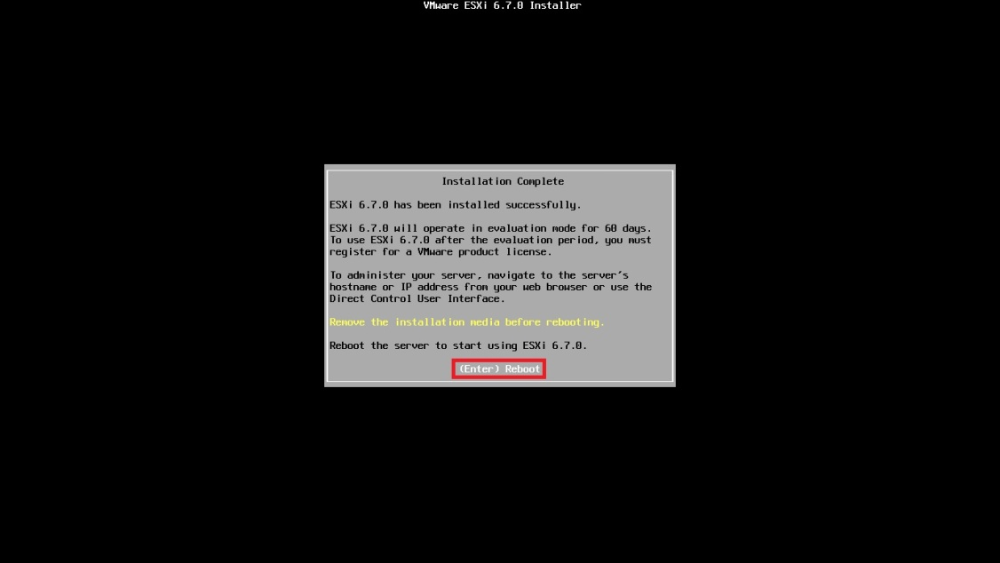 VMware ESXi 6.7.0 Installer
Installation Complete
ESXi 6.7.0 has been installed successfully.
ESXi 6.7.0 will operate in evaluation mode for 60 days.
To use ESXi 6.7.0 after the evaluation period, you must
register for a VMware product license.
To administer your server, navigate to the server's
hostname or IP address from your web browser or use the
Direct Control User Interface.
Remove the installation media before rebooting.
Reboot the server to start using ESXi 6.7.0.
(Enter) Reboot